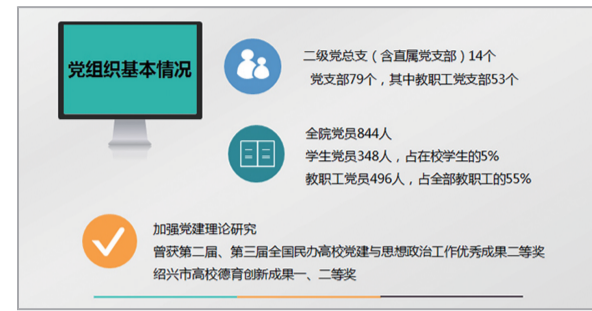 党组织基本情况
二级党总支（含直属党支部）14个
党支部79个，其中教职工党支部53个
全院党员844人
学生党员348人，占在校学生的5%
教职工党员496人，占全部教职工的55%
加强党建理论研究
曾获第二届、第三届全国民办高校党建与思想政治工作优秀成果二等奖
绍兴市高校德育创新成果一、二等奖